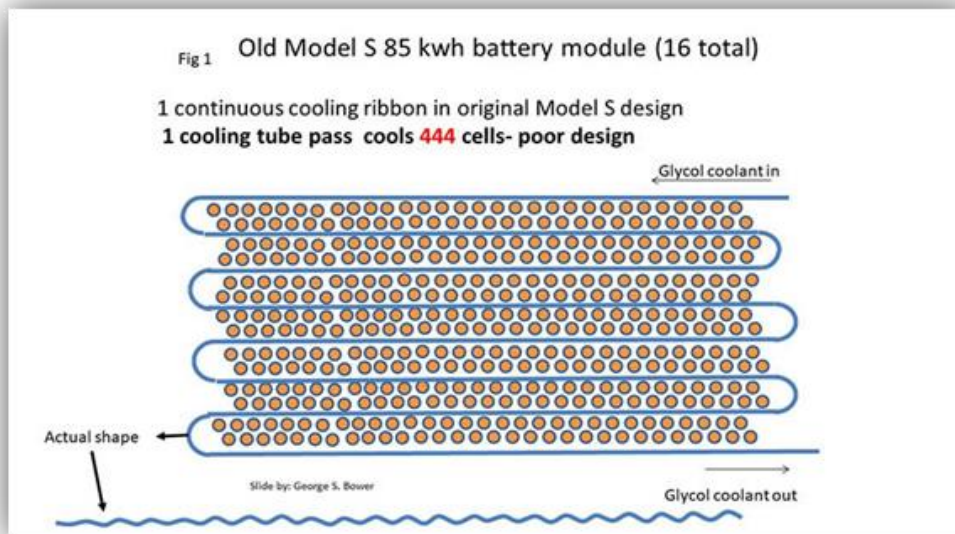 Fig 1
Old Model S 85 kwh battery module (16 total)
1 continuous cooling ribbon in original Model S design
1 cooling tube pass cools 444 cells- poor design
Glycol coolant in
Actual shape
Slide by: George S. Bower
Glycol coolant out